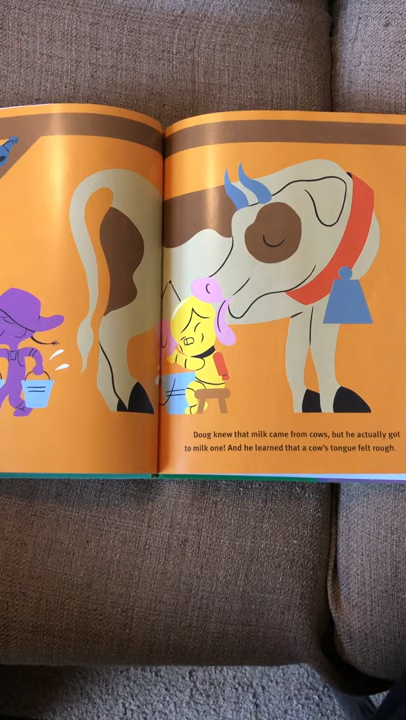 Doug knew that milk came from cows, but he actually got
to milk one! And he learned that a cow's tongue felt rough.